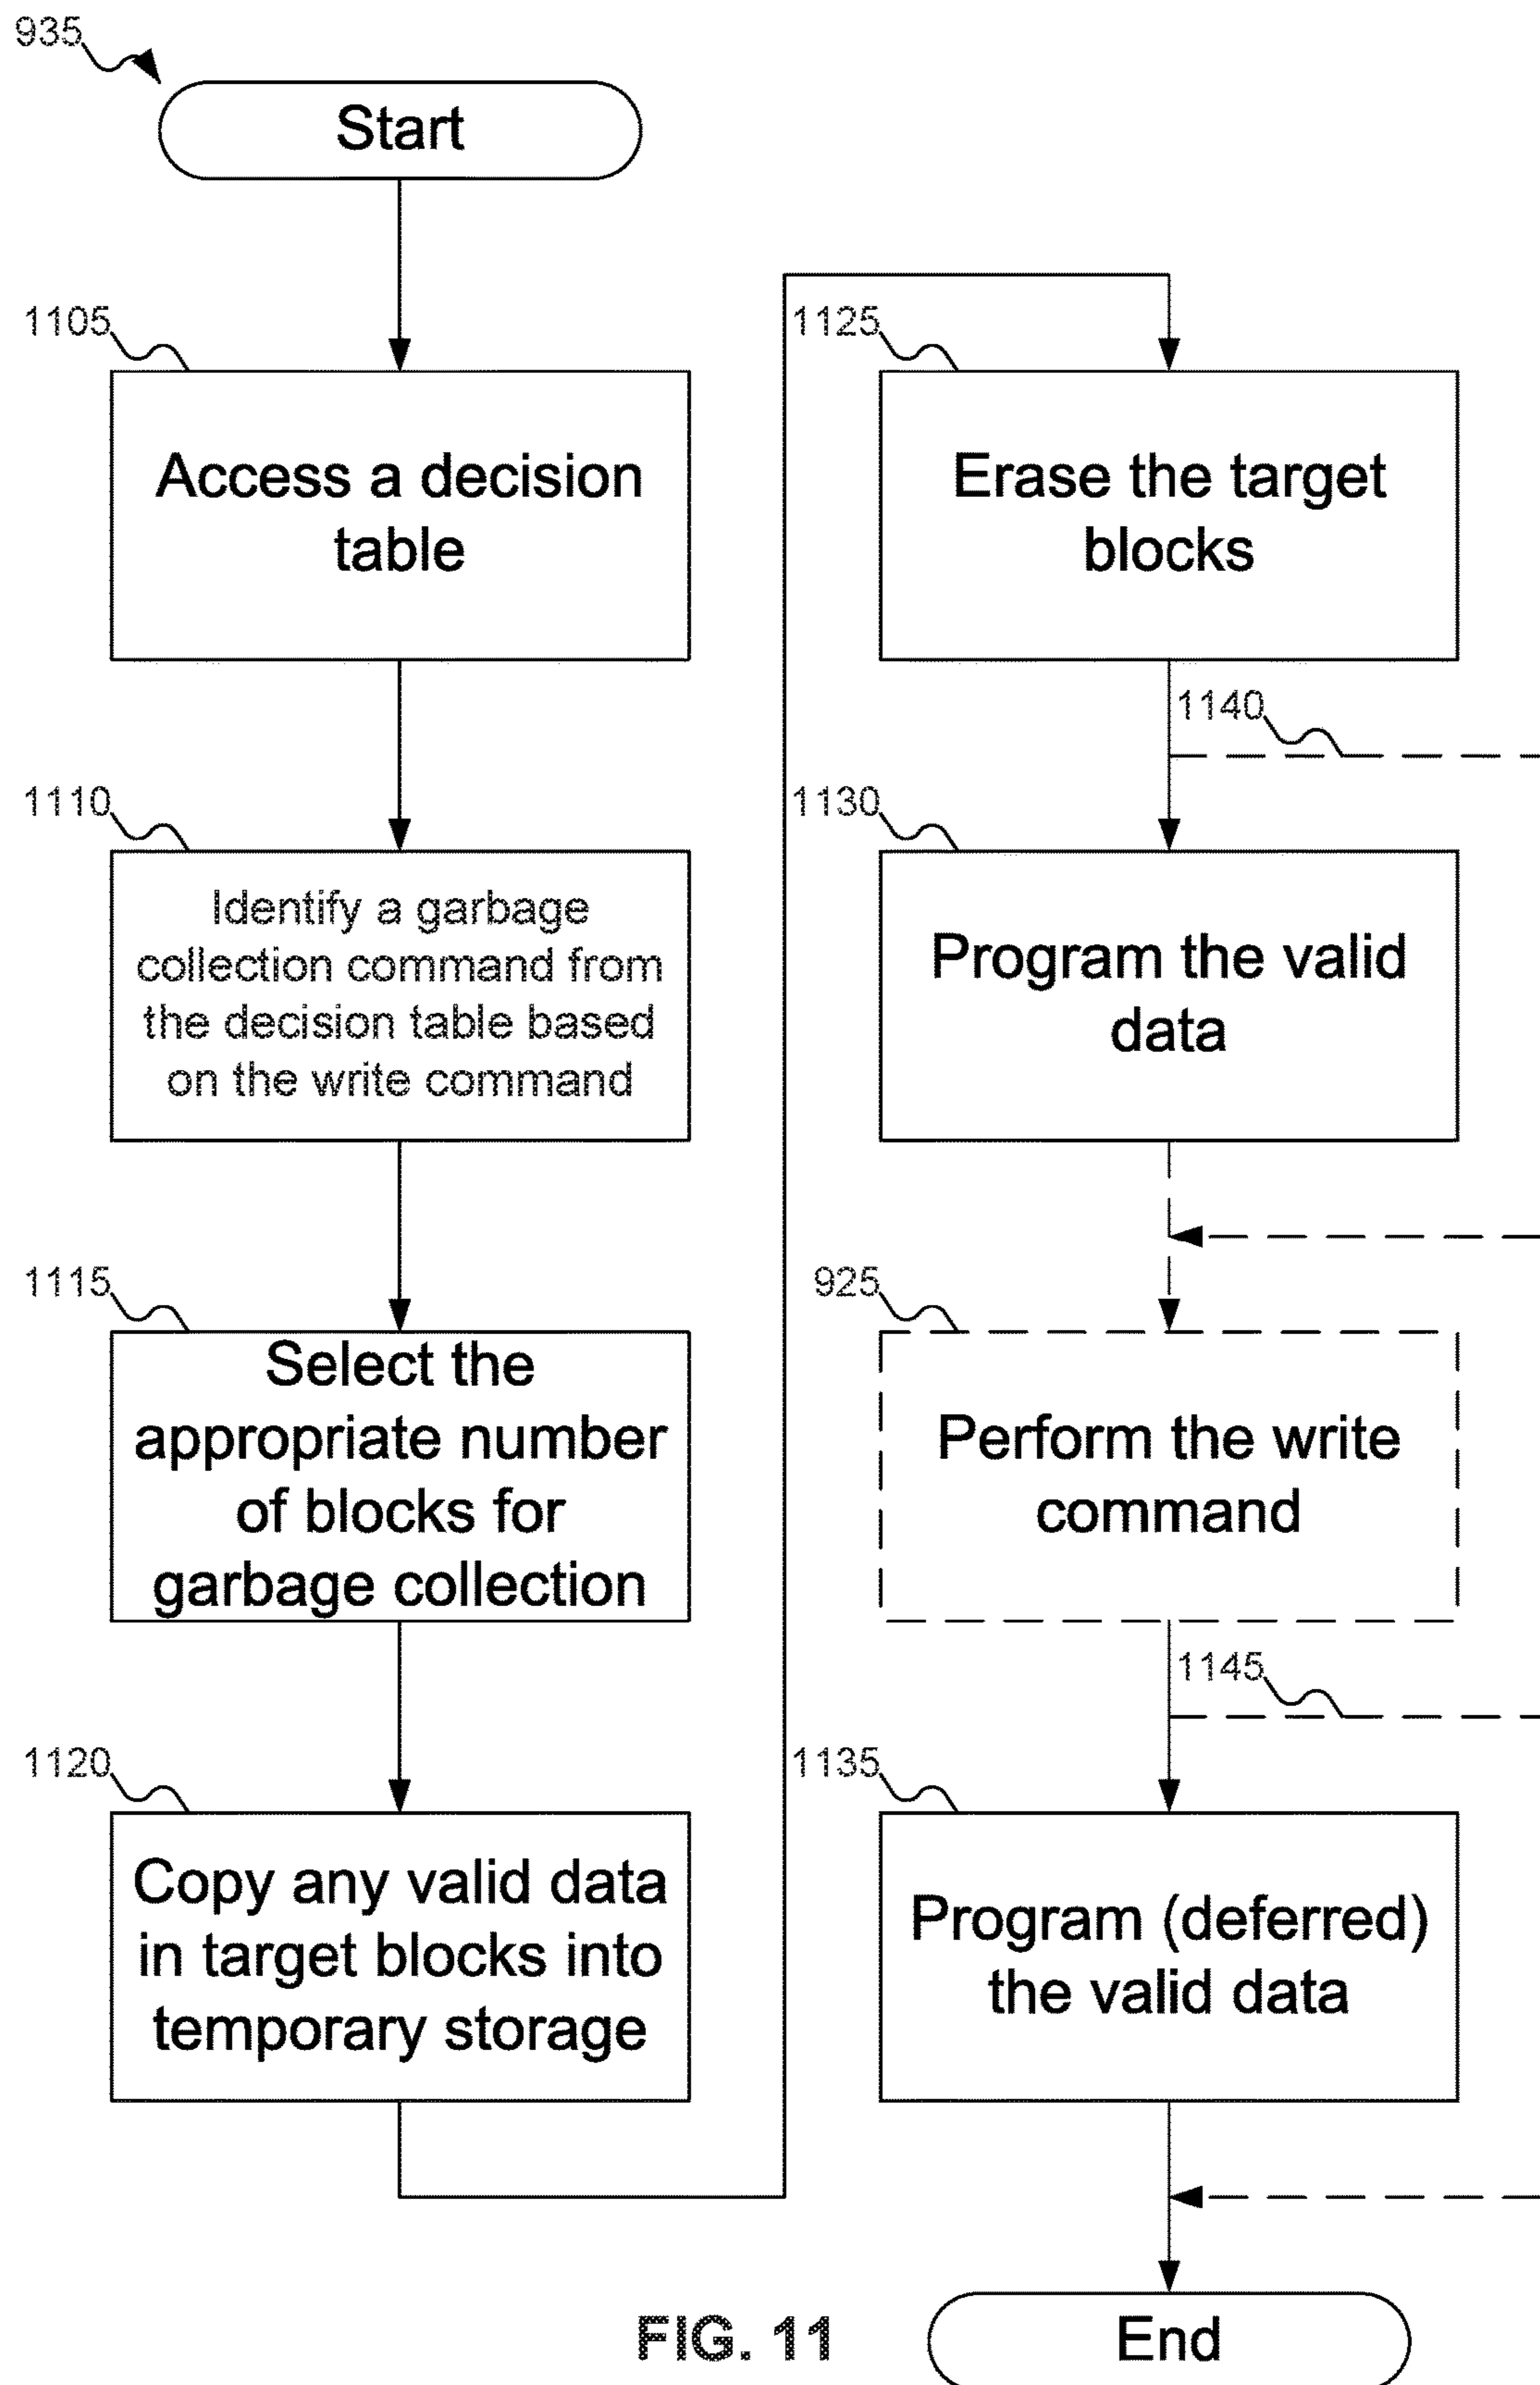 935
Start
1105
Access a decision
table
1110
Identify a garbage
collection command from
the decision table based
on the write command
1115
Select the
appropriate number
of blocks for
garbage collection
1120
Copy any valid data
in target blocks into
temporary storage
1125
Erase the target
blocks
1140
1130
Program the valid
data
925
Perform the write
command
1145
1135
Program (deferred)
the valid data
End
FIG. 11